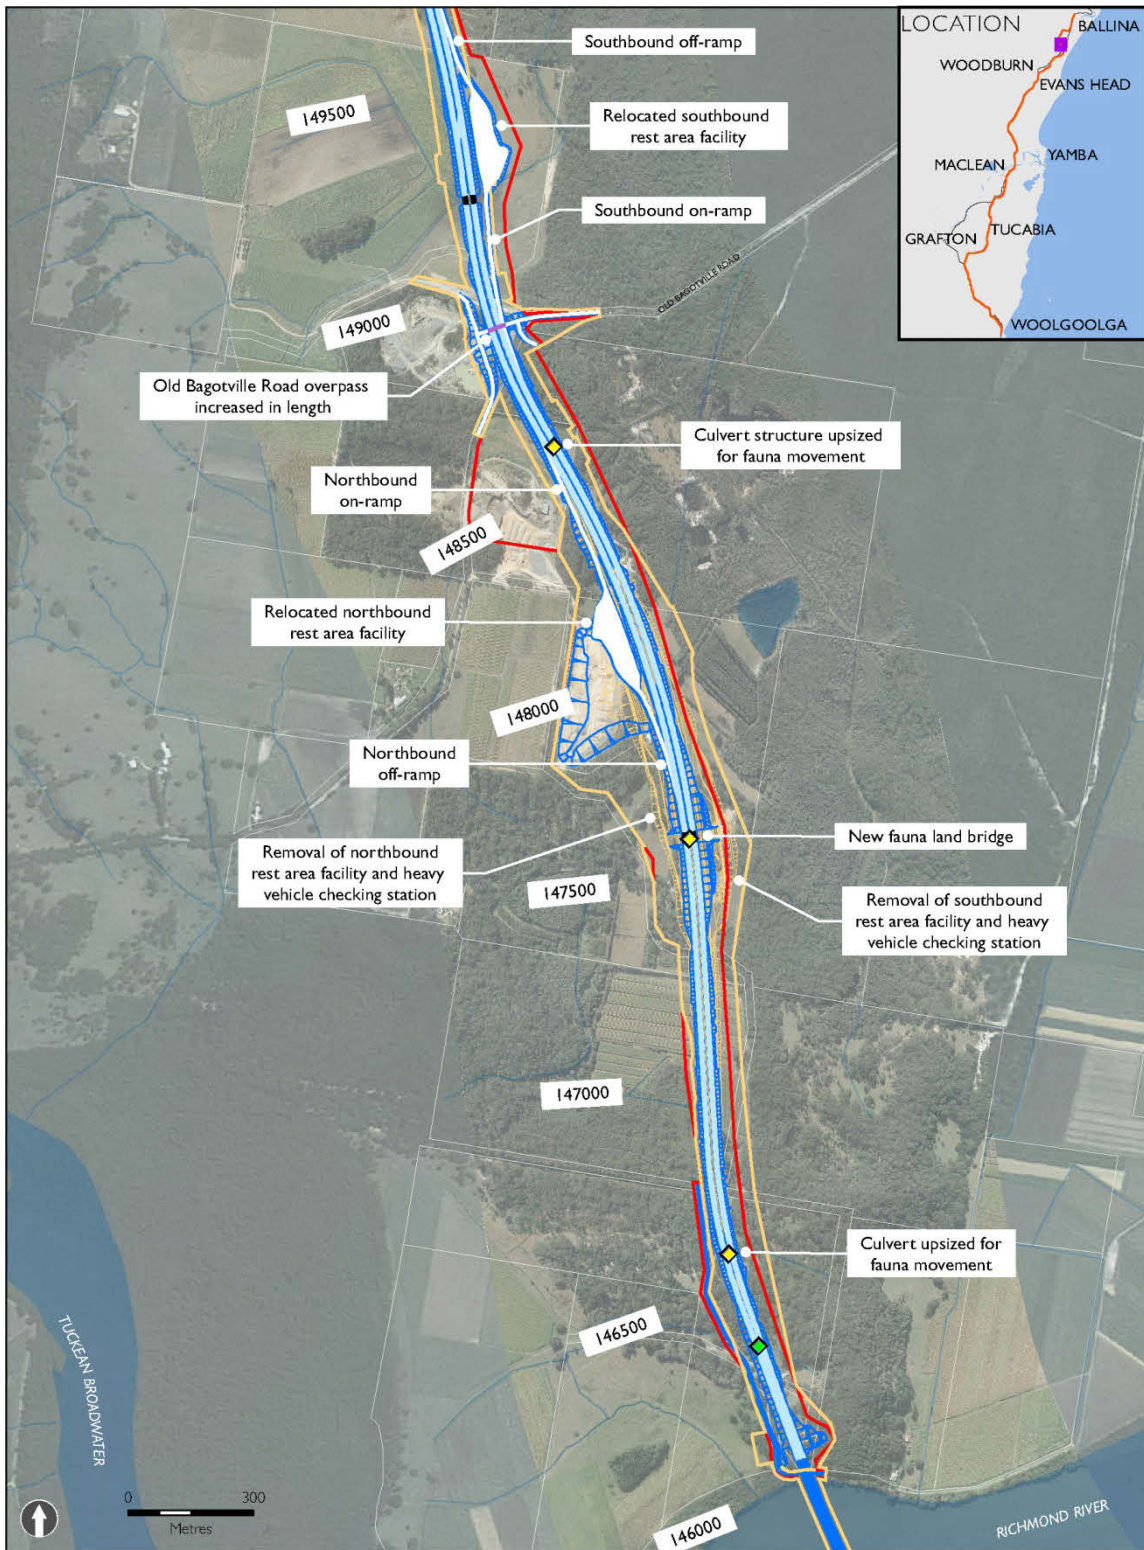 LOCATION
BALLINA
WOODBURN
EVANS HEAD
MACLEAN
YAMBA
GRAFTON
TUCABIA
WOOLGOOLGA
Southbound off-ramp
149500
Relocated southbound
rest area facility
Southbound on-ramp
OLD BAGOTVILLE ROAD
149000
Old Bagotville Road overpass
increased in length
Culvert structure upsized
for fauna movement
Northbound
on-ramp
148500
Relocated northbound
rest area facility
148000
Northbound
off-ramp
New fauna land bridge
Removal of northbound
rest area facility and heavy
vehicle checking station
147500
Removal of southbound
rest area facility and heavy
vehicle checking station
147000
Culvert upsized for
fauna movement
146500
TUCKEAN BROADWATER
0 300
Metres
146000
RICHMOND RIVER